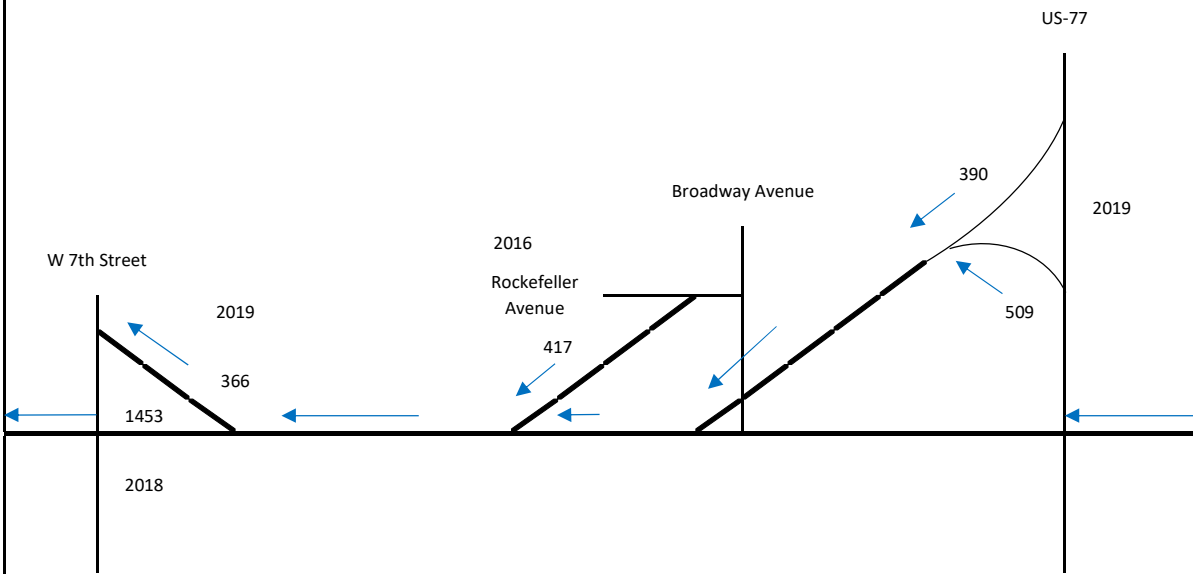 US-77
390
Broadway Avenue
2019
2016
W 7th Street
Rockefeller
Avenue
2019
509
417
366
1453
2018